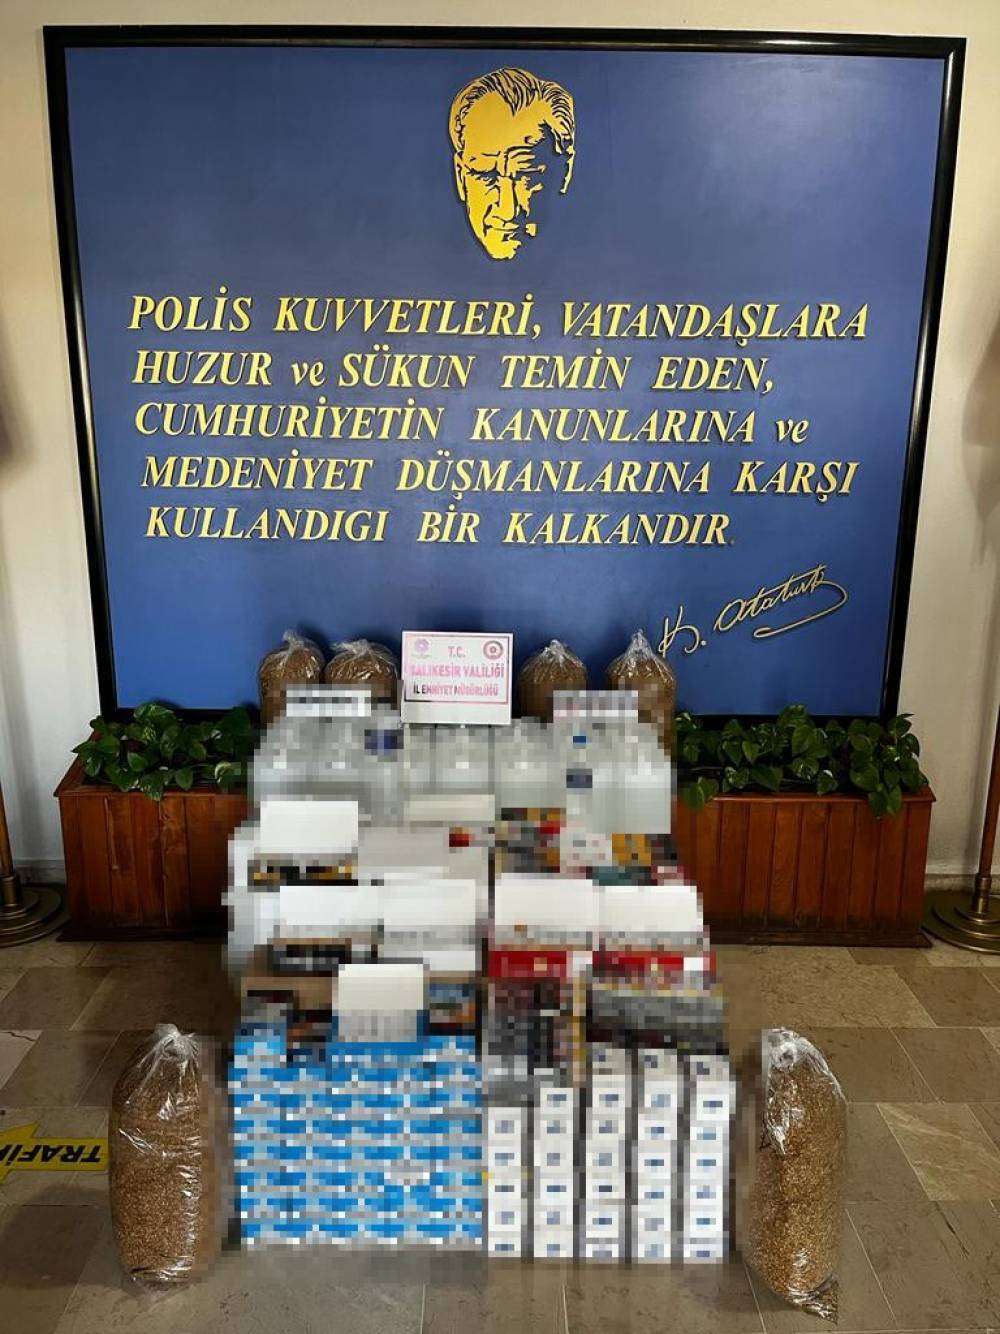 POLİS KUVVETLERİ, VATANDAŞLARA
HUZUR ve SÜKUN TEMİN EDEN,
CUMHURİYETİN KANUNLARINA ve
MEDENİYET DÜŞMANLARINA KARŞI
KULLANDIGI BİR KALKANDIR.
K. Atatürk
T.C.
BALIKESİR VALİLİĞİ
İL EMNİYET MÜDÜRLÜĞÜ
TRAFİK